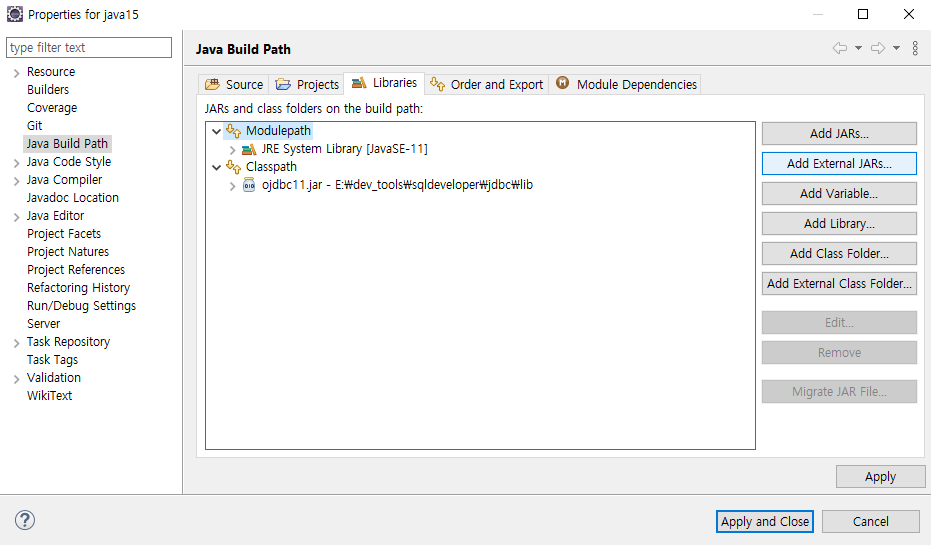 Properties for java15
type filter text
Resource
Builders
Coverage
Git
Java Build Path
Java Code Style
Java Compiler
Javadoc Location
Java Editor
Project Facets
Project Natures
Project References
Refactoring History
Run/Debug Settings
Server
Task Repository
Task Tags
Validation
WikiText
Java Build Path
Source Projects Libraries Order and Export M Module Dependencies
JARs and class folders on the build path:
Modulepath
JRE System Library [JavaSE-11]
Classpath
010 ojdbc11.jar - E:₩dev_tools₩sqldeveloper₩jdbc₩lib
Add JARs...
Add External JARs...
Add Variable...
Add Library...
Add Class Folder...
Add External Class Folder...
Edit...
Remove
Migrate JAR File...
Apply
? Apply and Close Cancel